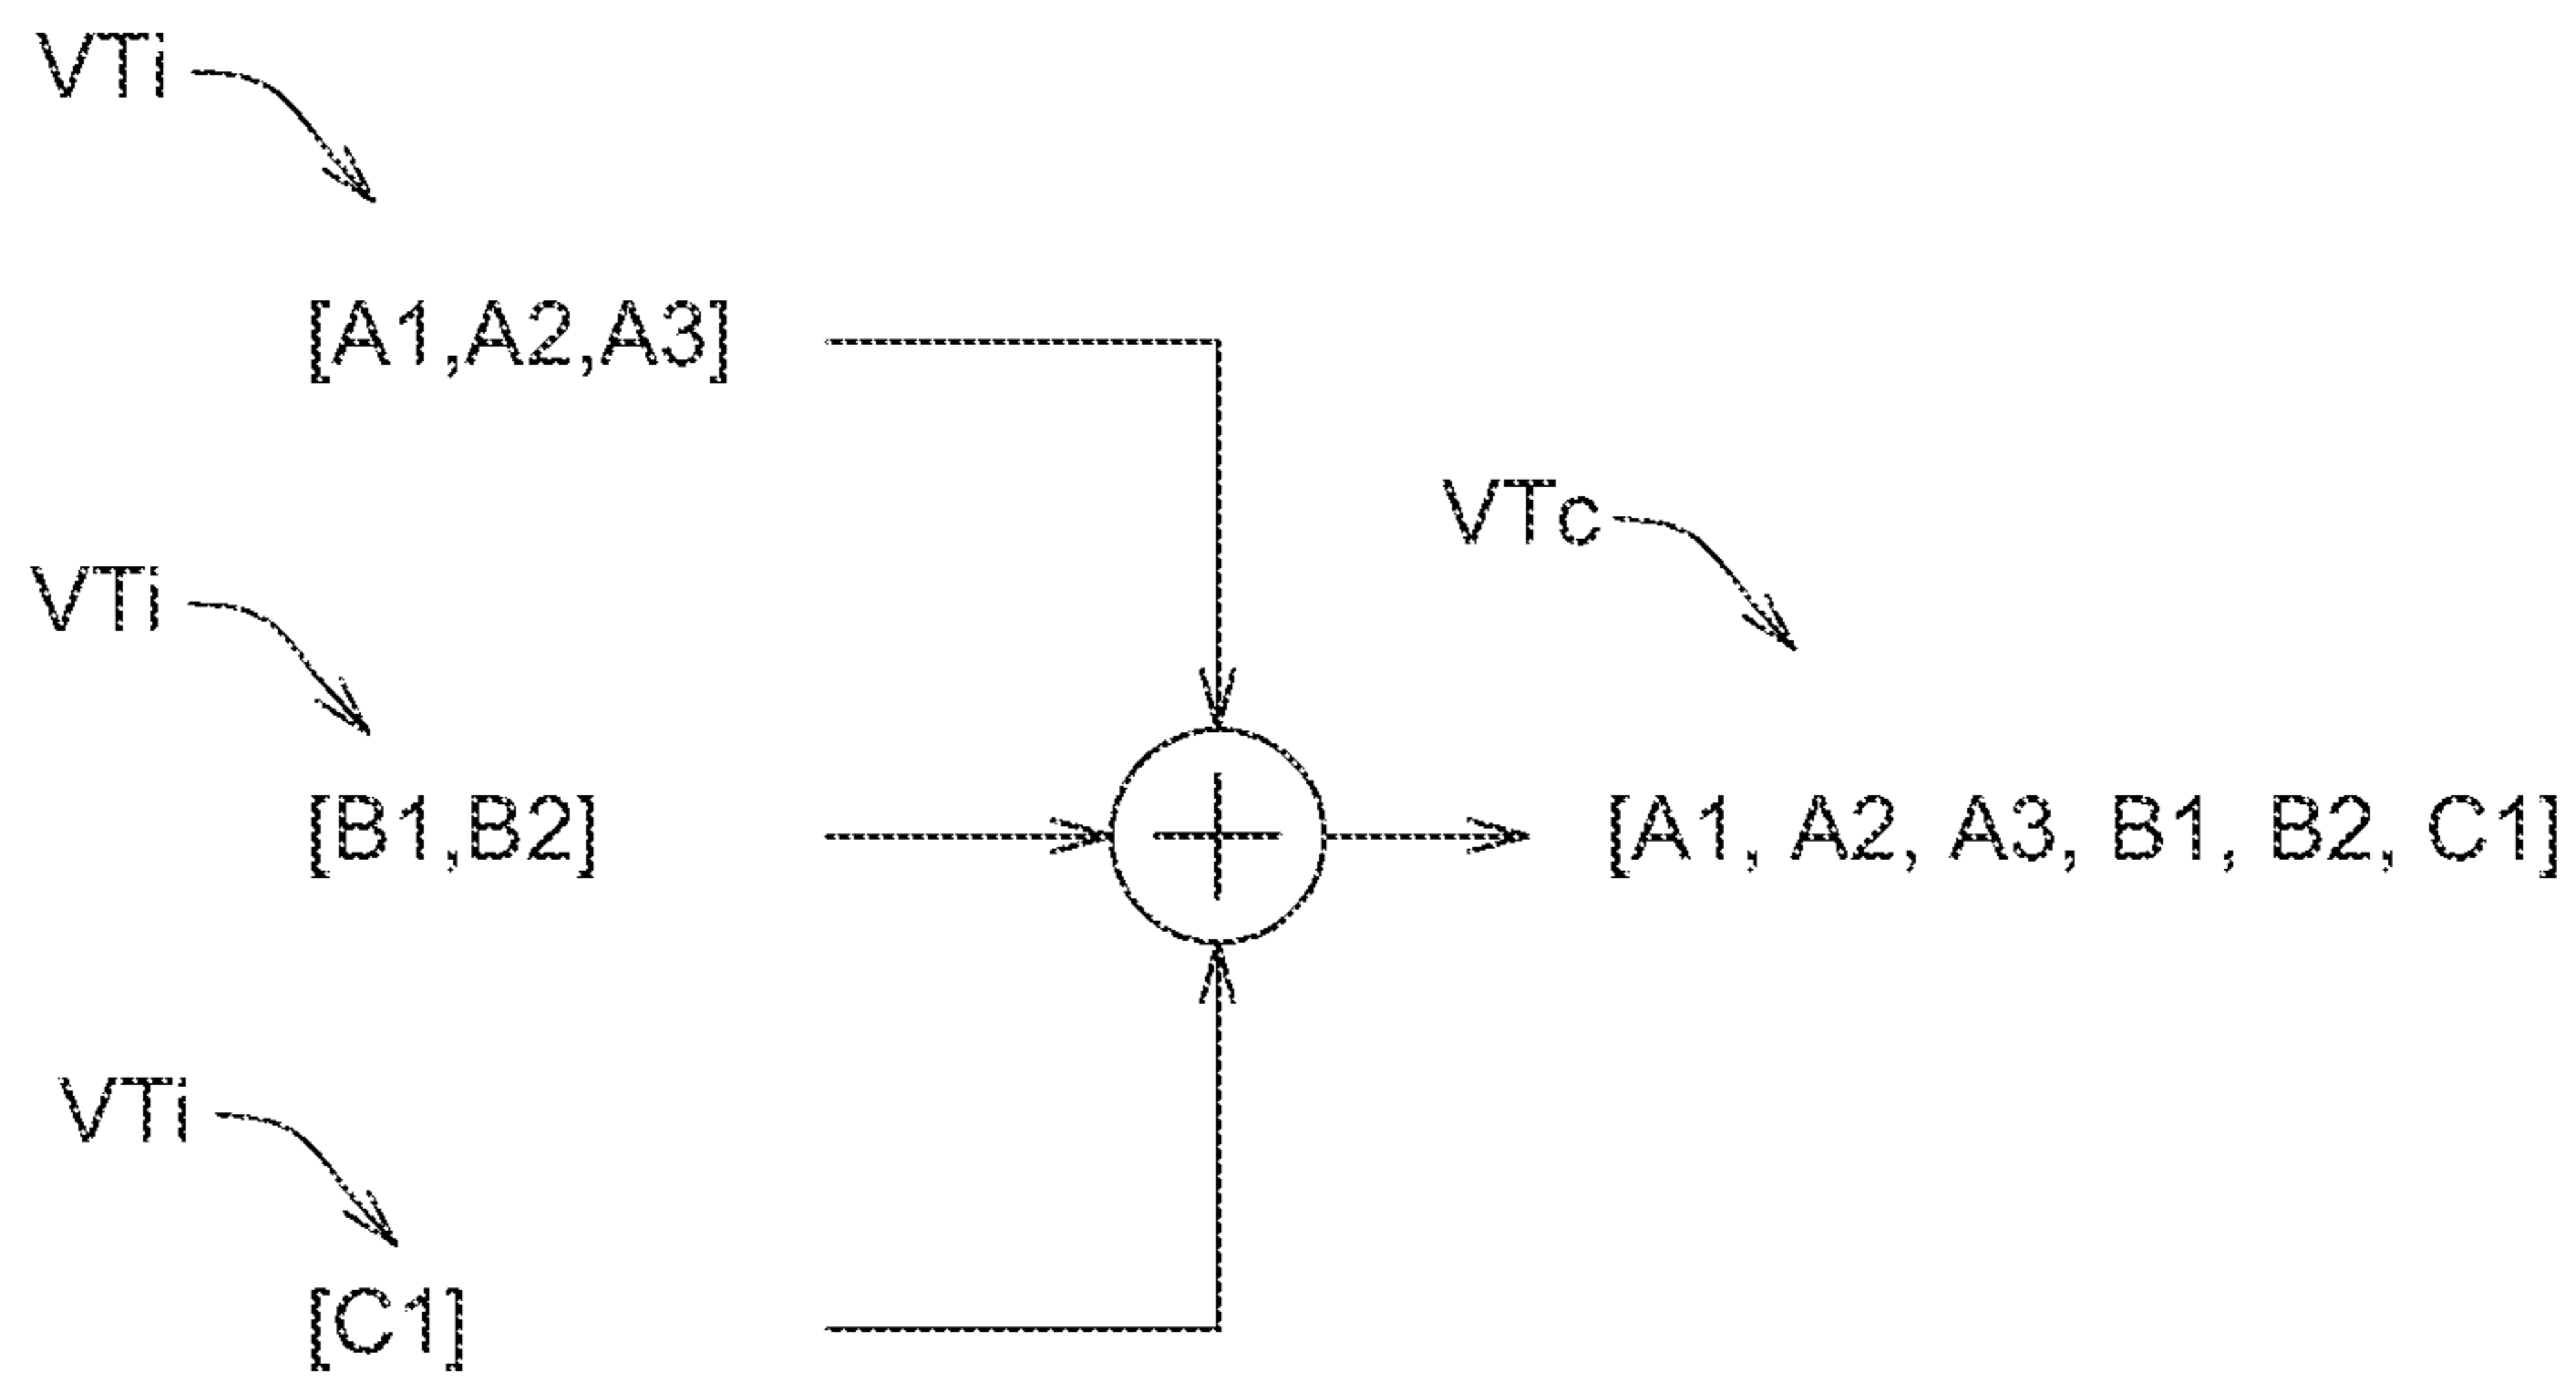 VTi
[A1,A2,A3]
VTc
VTi
[B1,B2]
[A1, A2, A3, B1, B2, C1]
VTi
[C1]